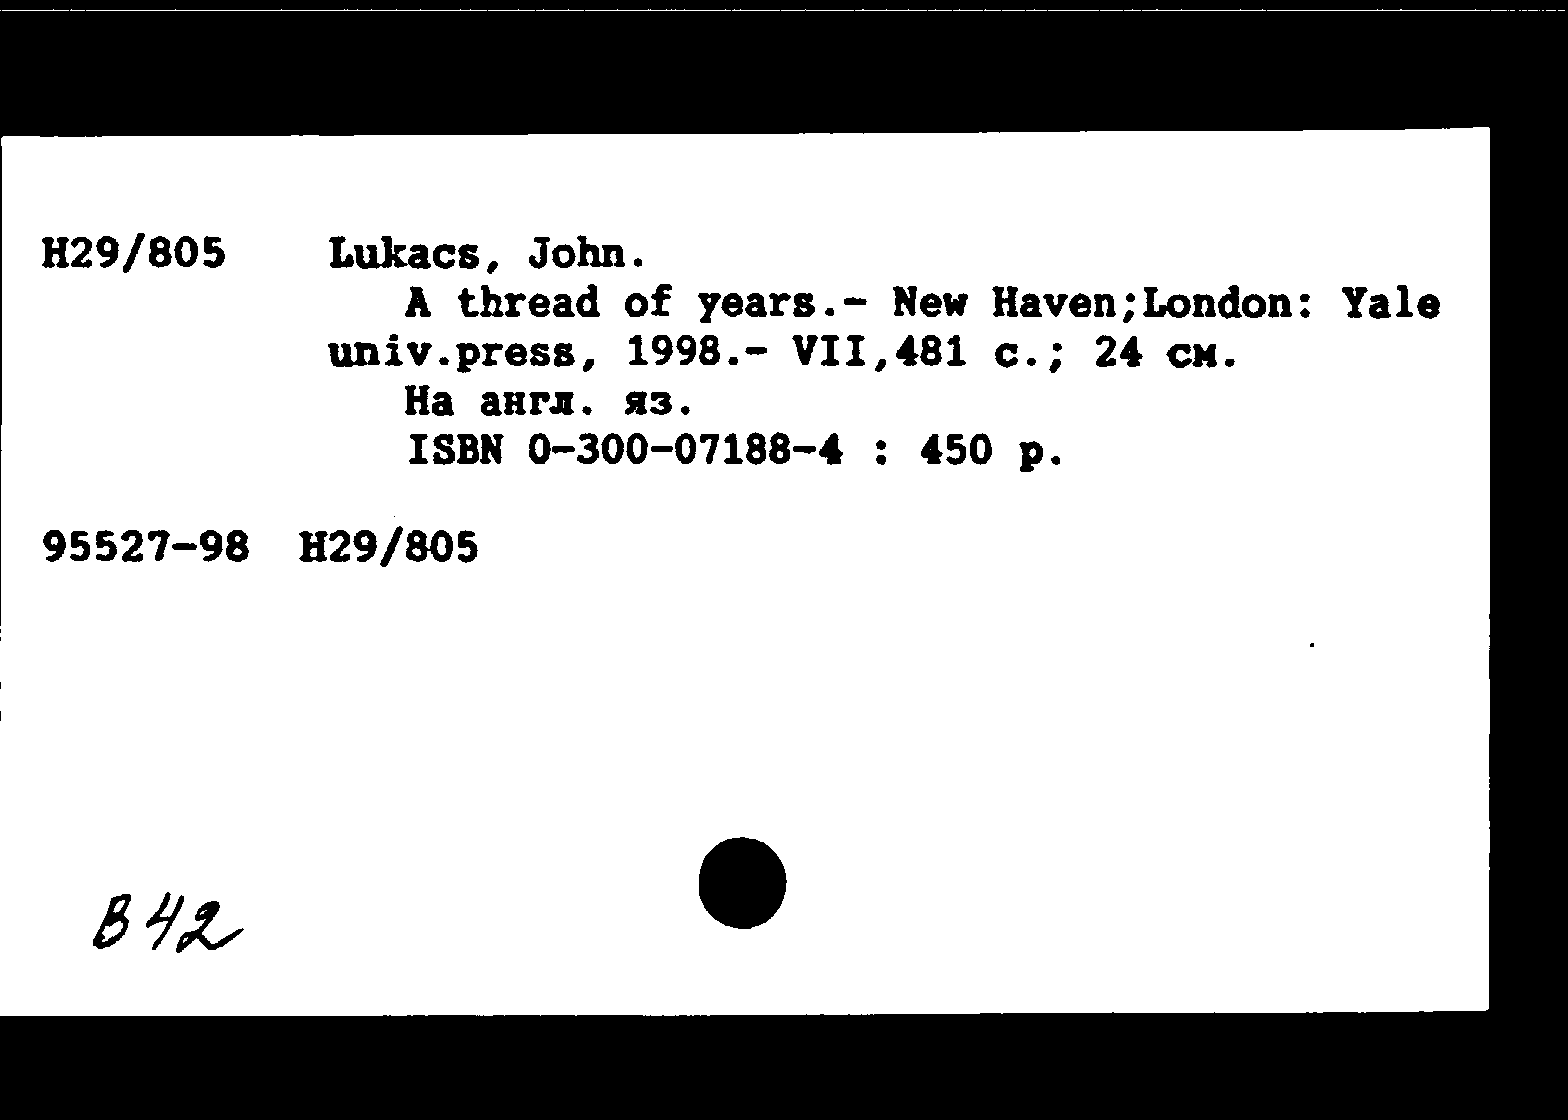 H29/805 Lukacs, John.
A thread of years.- New Haven;London: Yale
univ.press, 1998.- VII,481 с.; 24 см.
На англ. яз.
ISBN 0-300-07188-4 : 450 р.
95527-98 H29/805
В 42